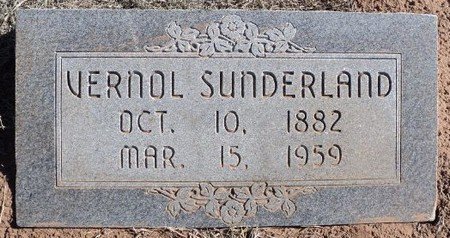 VERNOL SUNDERLAND
OCT. 10, 1882
MAR. 15, 1959